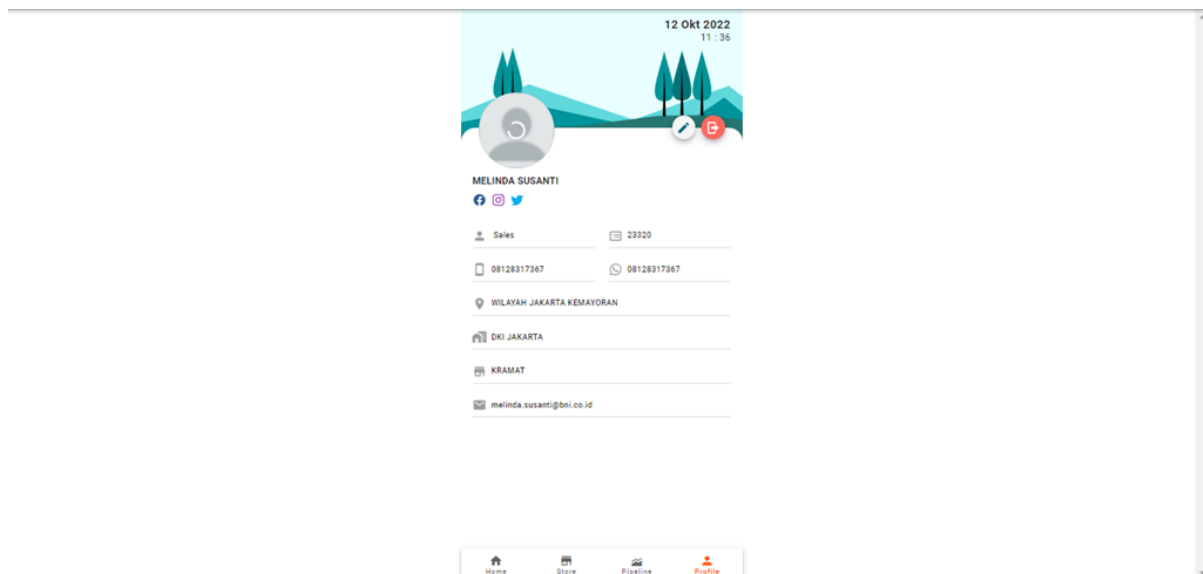 12 Okt 2022
11 : 36
MELINDA SUSANTI
Sales
23320
08128317367
08128317367
WILAYAH JAKARTA KEMAYORAN
DKI JAKARTA
KRAMAT
melinda.susanti@bni.co.id
Home
Store
Pipeline
Profile